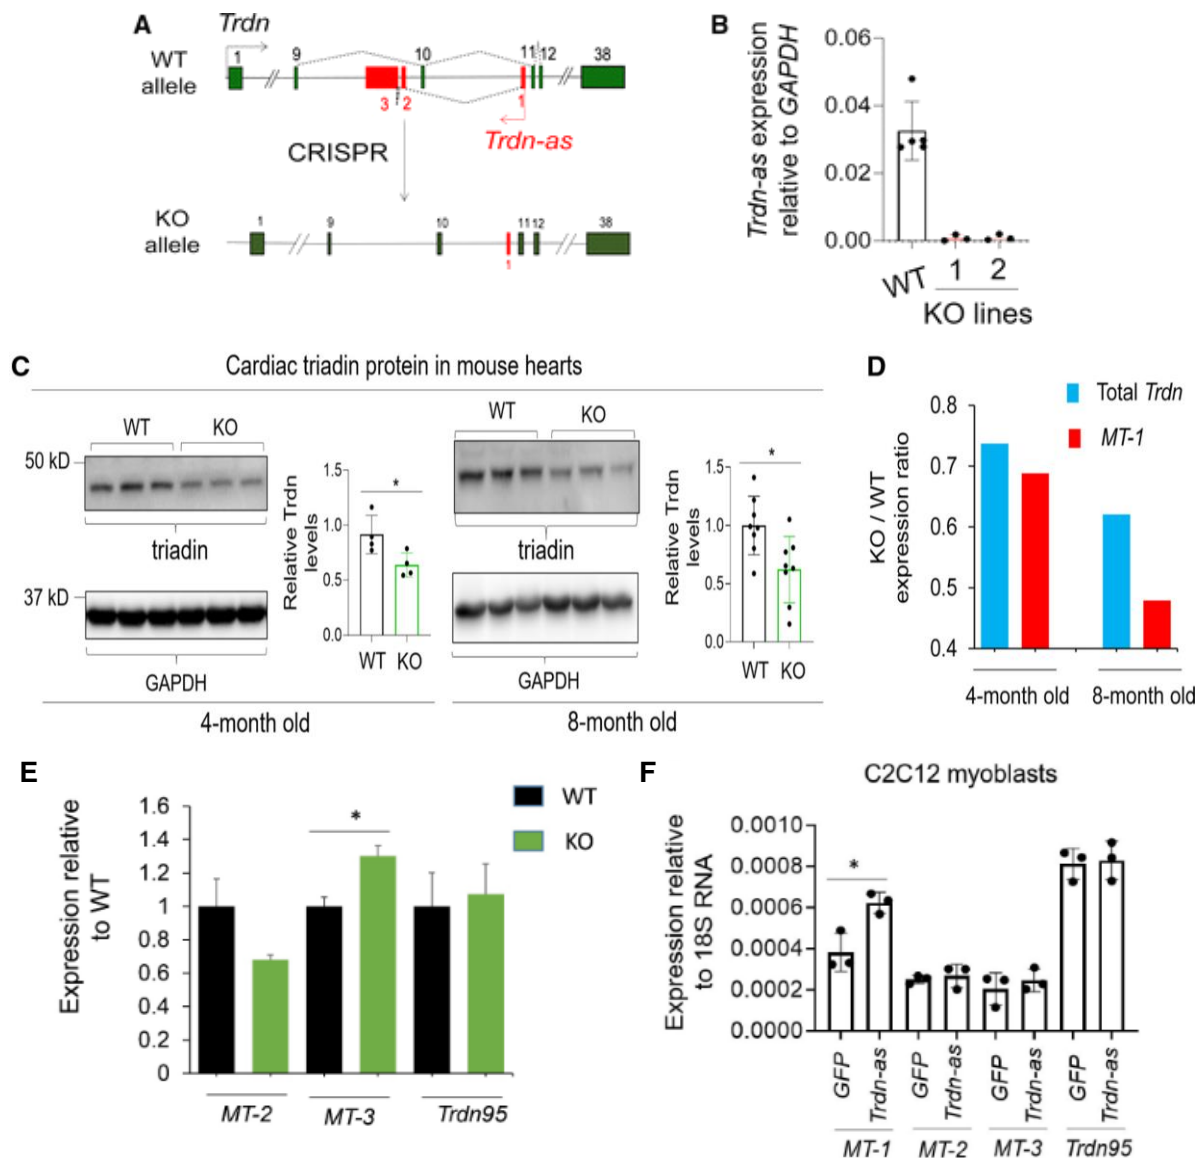 A
Trdn
WT
allele
1
9
10
11
12
38
3
2
1
Trdn-as
CRISPR
KO
allele
1
9
10
11
12
38
1
B
Trdn-as expression
relative to GAPDH
0.06
0.04
0.02
0.00
WT
1
2
KO lines
C
Cardiac triadin protein in mouse hearts
WT
KO
50 kD
triadin
37 kD
GAPDH
Relative Trdn
levels
1.5
1.0
0.5
0.0
*
WT KO
4-month old
WT
KO
triadin
GAPDH
Relative Trdn
levels
1.5
1.0
0.5
0.0
*
WT KO
8-month old
D
Total Trdn
MT-1
KO / WT
expression ratio
0.8
0.7
0.6
0.5
0.4
4-month old
8-month old
E
WT
KO
Expression relative
to WT
1.6
1.4
1.2
1
0.8
0.6
0.4
0.2
0
*
MT-2
MT-3
Trdn95
F
C2C12 myoblasts
Expression relative
to 18S RNA
0.0010
0.0008
0.0006
0.0004
0.0002
0.0000
*
GFP
Trdn-as
GFP
Trdn-as
GFP
Trdn-as
GFP
Trdn-as
MT-1
MT-2
MT-3
Trdn95